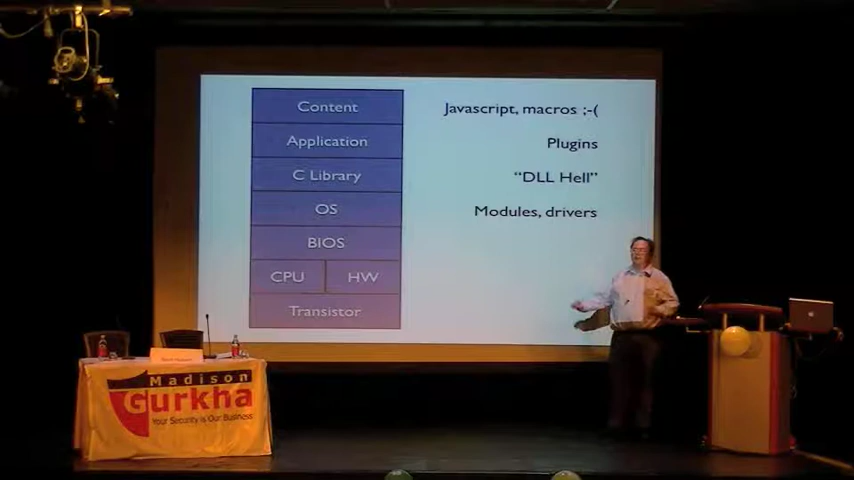 Content
Javascript, macros ;-(
Application
Plugins
C Library
“DLL Hell”
OS
Modules, drivers
BIOS
CPU
HW
Transistor
Madison
Gurkha
Your Security is Our Business